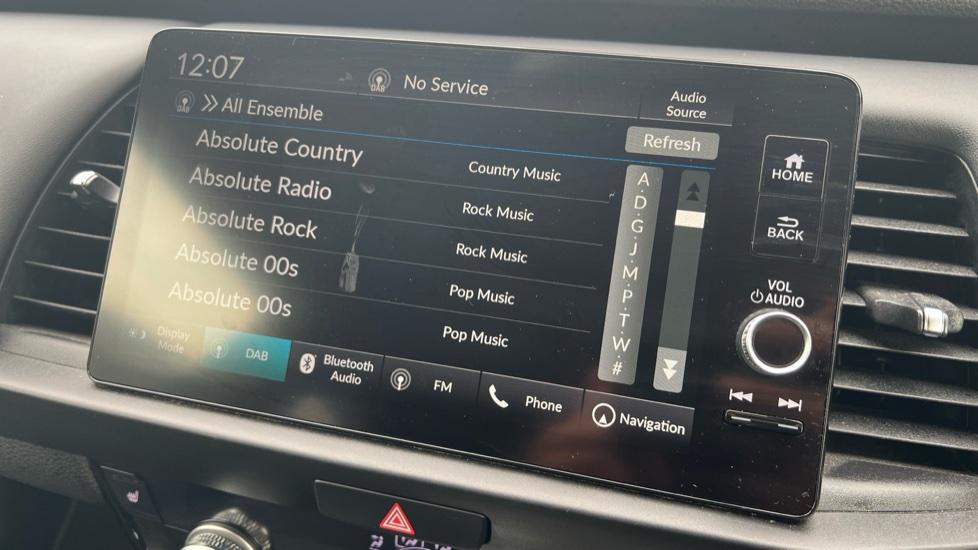 12:07
DAB
No Service
Audio
Source
DAB
All Ensemble
Refresh
Absolute Country
Country Music
Absolute Radio
Rock Music
Absolute Rock
Rock Music
Absolute 00s
Pop Music
Absolute 00s
Pop Music
A
D
G
J
M
P
T
W
#
HOME
BACK
VOL
AUDIO
Display
Mode
DAB
Bluetooth
Audio
FM
Phone
Navigation